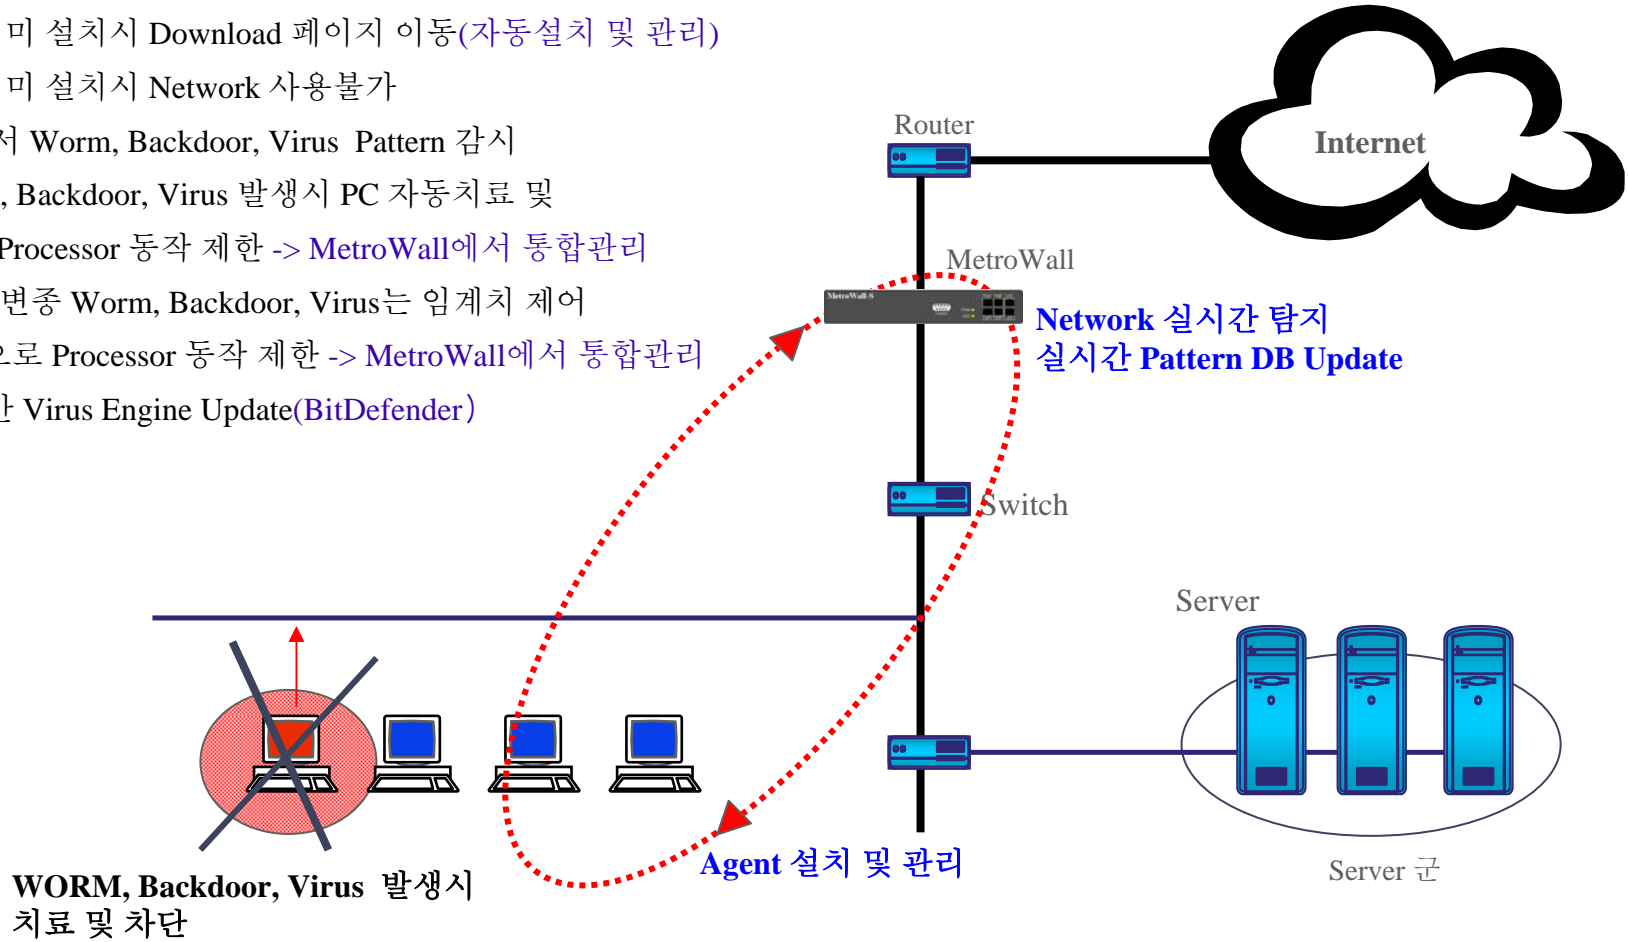 미 설치시 Download 페이지 이동(자동설치 및 관리)
미 설치시 Network 사용불가
서 Worm, Backdoor, Virus Pattern 감시
, Backdoor, Virus 발생시 PC 자동치료 및
Processor 동작 제한 -> MetroWall에서 통합관리
변종 Worm, Backdoor, Virus는 임계치 제어
으로 Processor 동작 제한 -> MetroWall에서 통합관리
간 Virus Engine Update(BitDefender)
Router
Internet
MetroWall
MetroWall-S
Network 실시간 탐지
실시간 Pattern DB Update
Switch
Server
Agent 설치 및 관리
Server 군
WORM, Backdoor, Virus 발생시
치료 및 차단